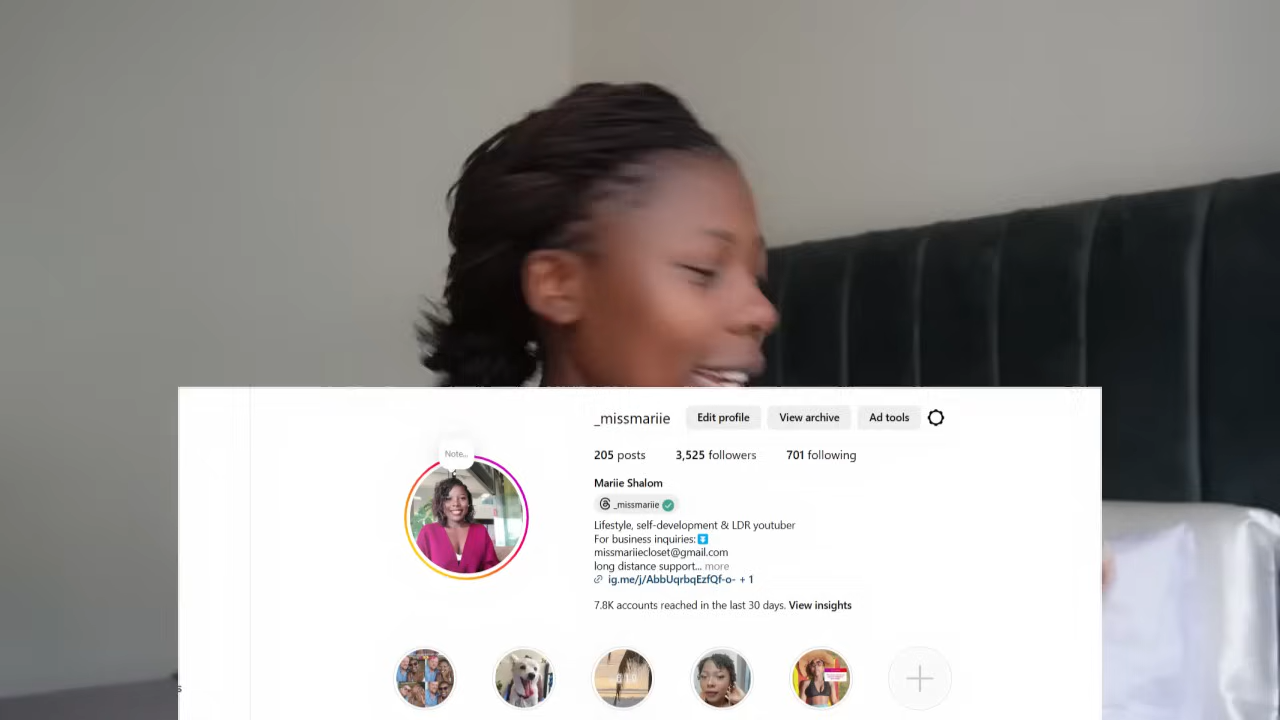 _missmariie Edit profile View archive Ad tools
Note...
205 posts 3,525 followers 701 following
Mariie Shalom
_missmariie
Lifestyle, self-development & LDR youtuber
For business inquiries:
missmariiecloset@gmail.com
long distance support... more
ig.me/j/AbbUqrbqEzfQf-o- + 1
7.8K accounts reached in the last 30 days. View insights
s